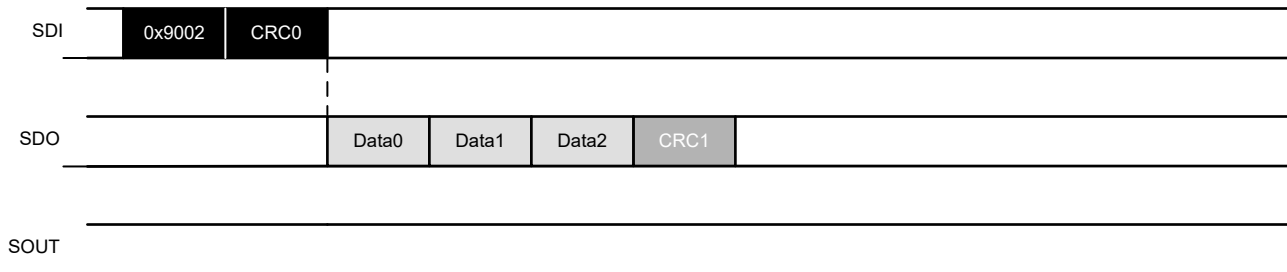 SDI 0x9002 CRC0
SDO Data0 Data1 Data2 CRC1
SOUT